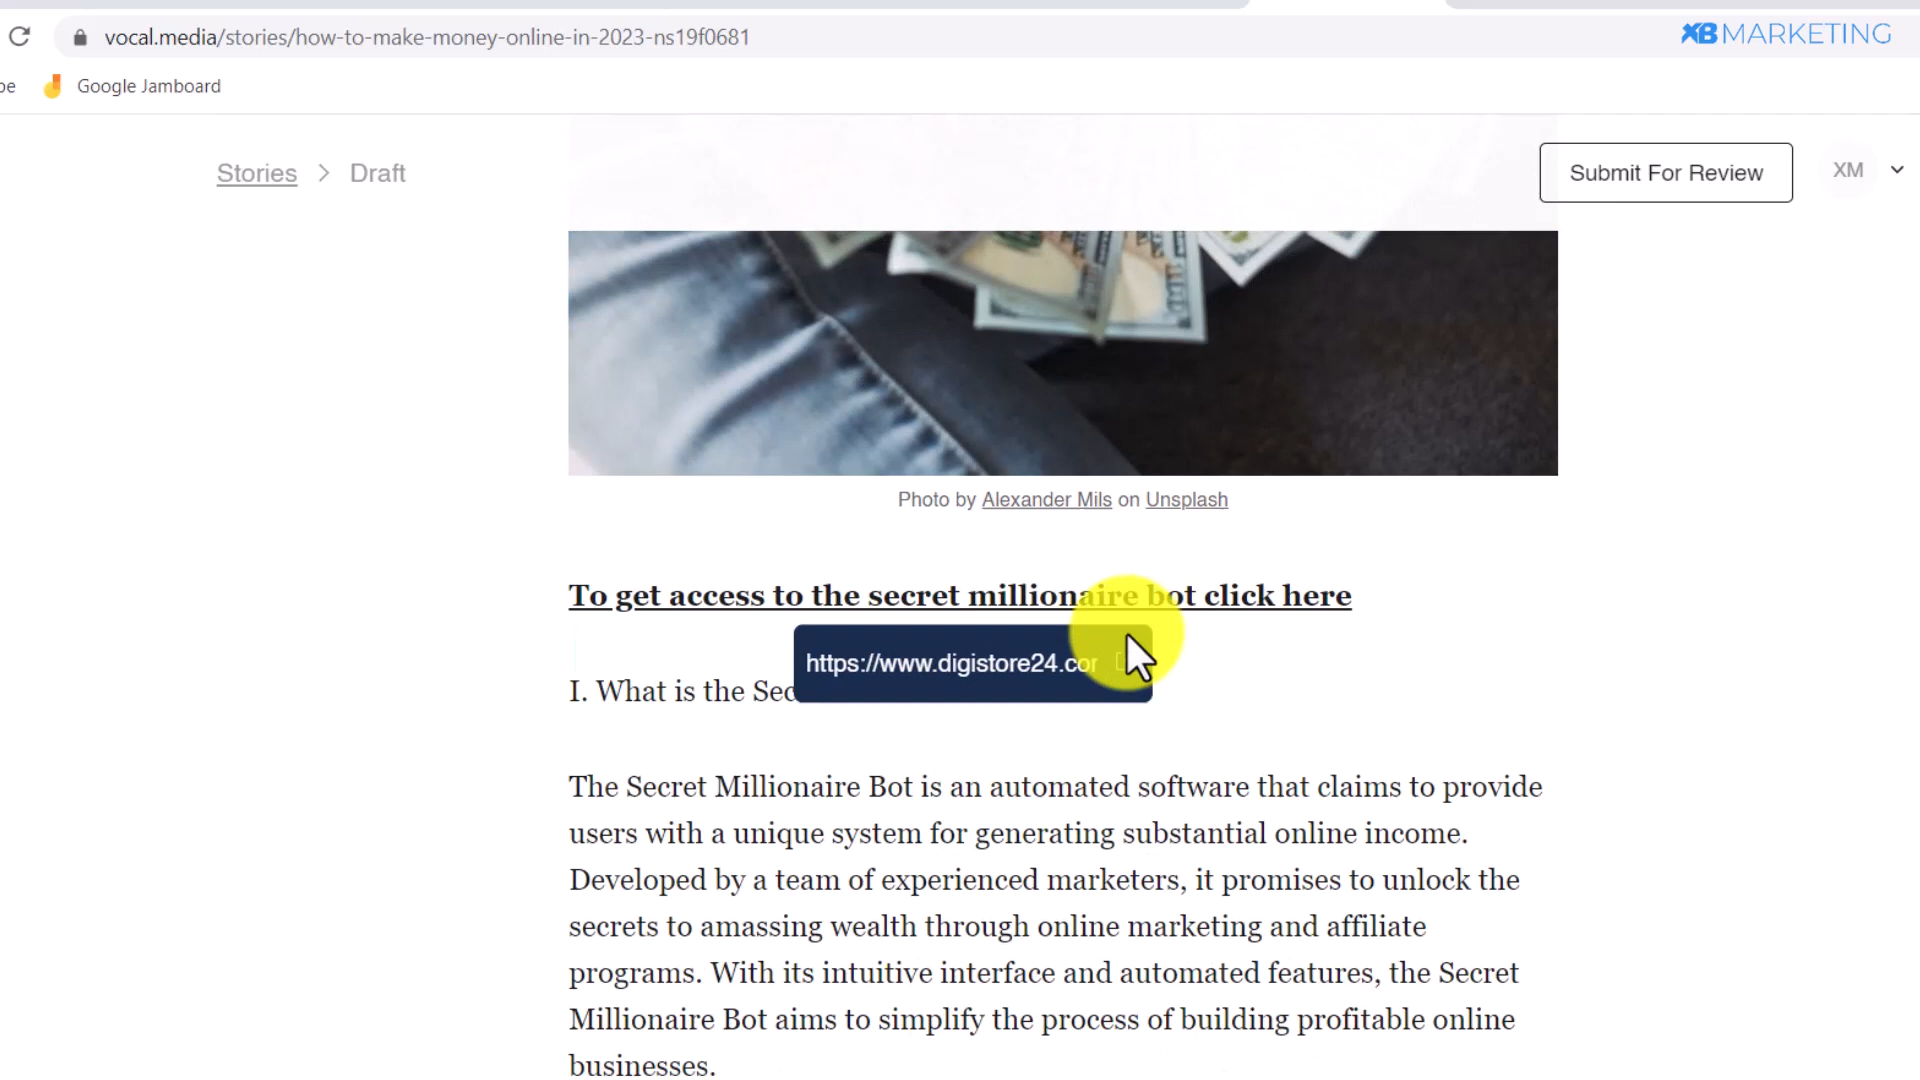 vocal.media/stories/how-to-make-money-online-in-2023-ns19f0681
XB MARKETING
Google Jamboard
Stories > Draft
Submit For Review
XM
Photo by Alexander Mils on Unsplash
To get access to the secret millionaire bot click here
https://www.digistore24.cor
I. What is the Sec
The Secret Millionaire Bot is an automated software that claims to provide
users with a unique system for generating substantial online income.
Developed by a team of experienced marketers, it promises to unlock the
secrets to amassing wealth through online marketing and affiliate
programs. With its intuitive interface and automated features, the Secret
Millionaire Bot aims to simplify the process of building profitable online
businesses.